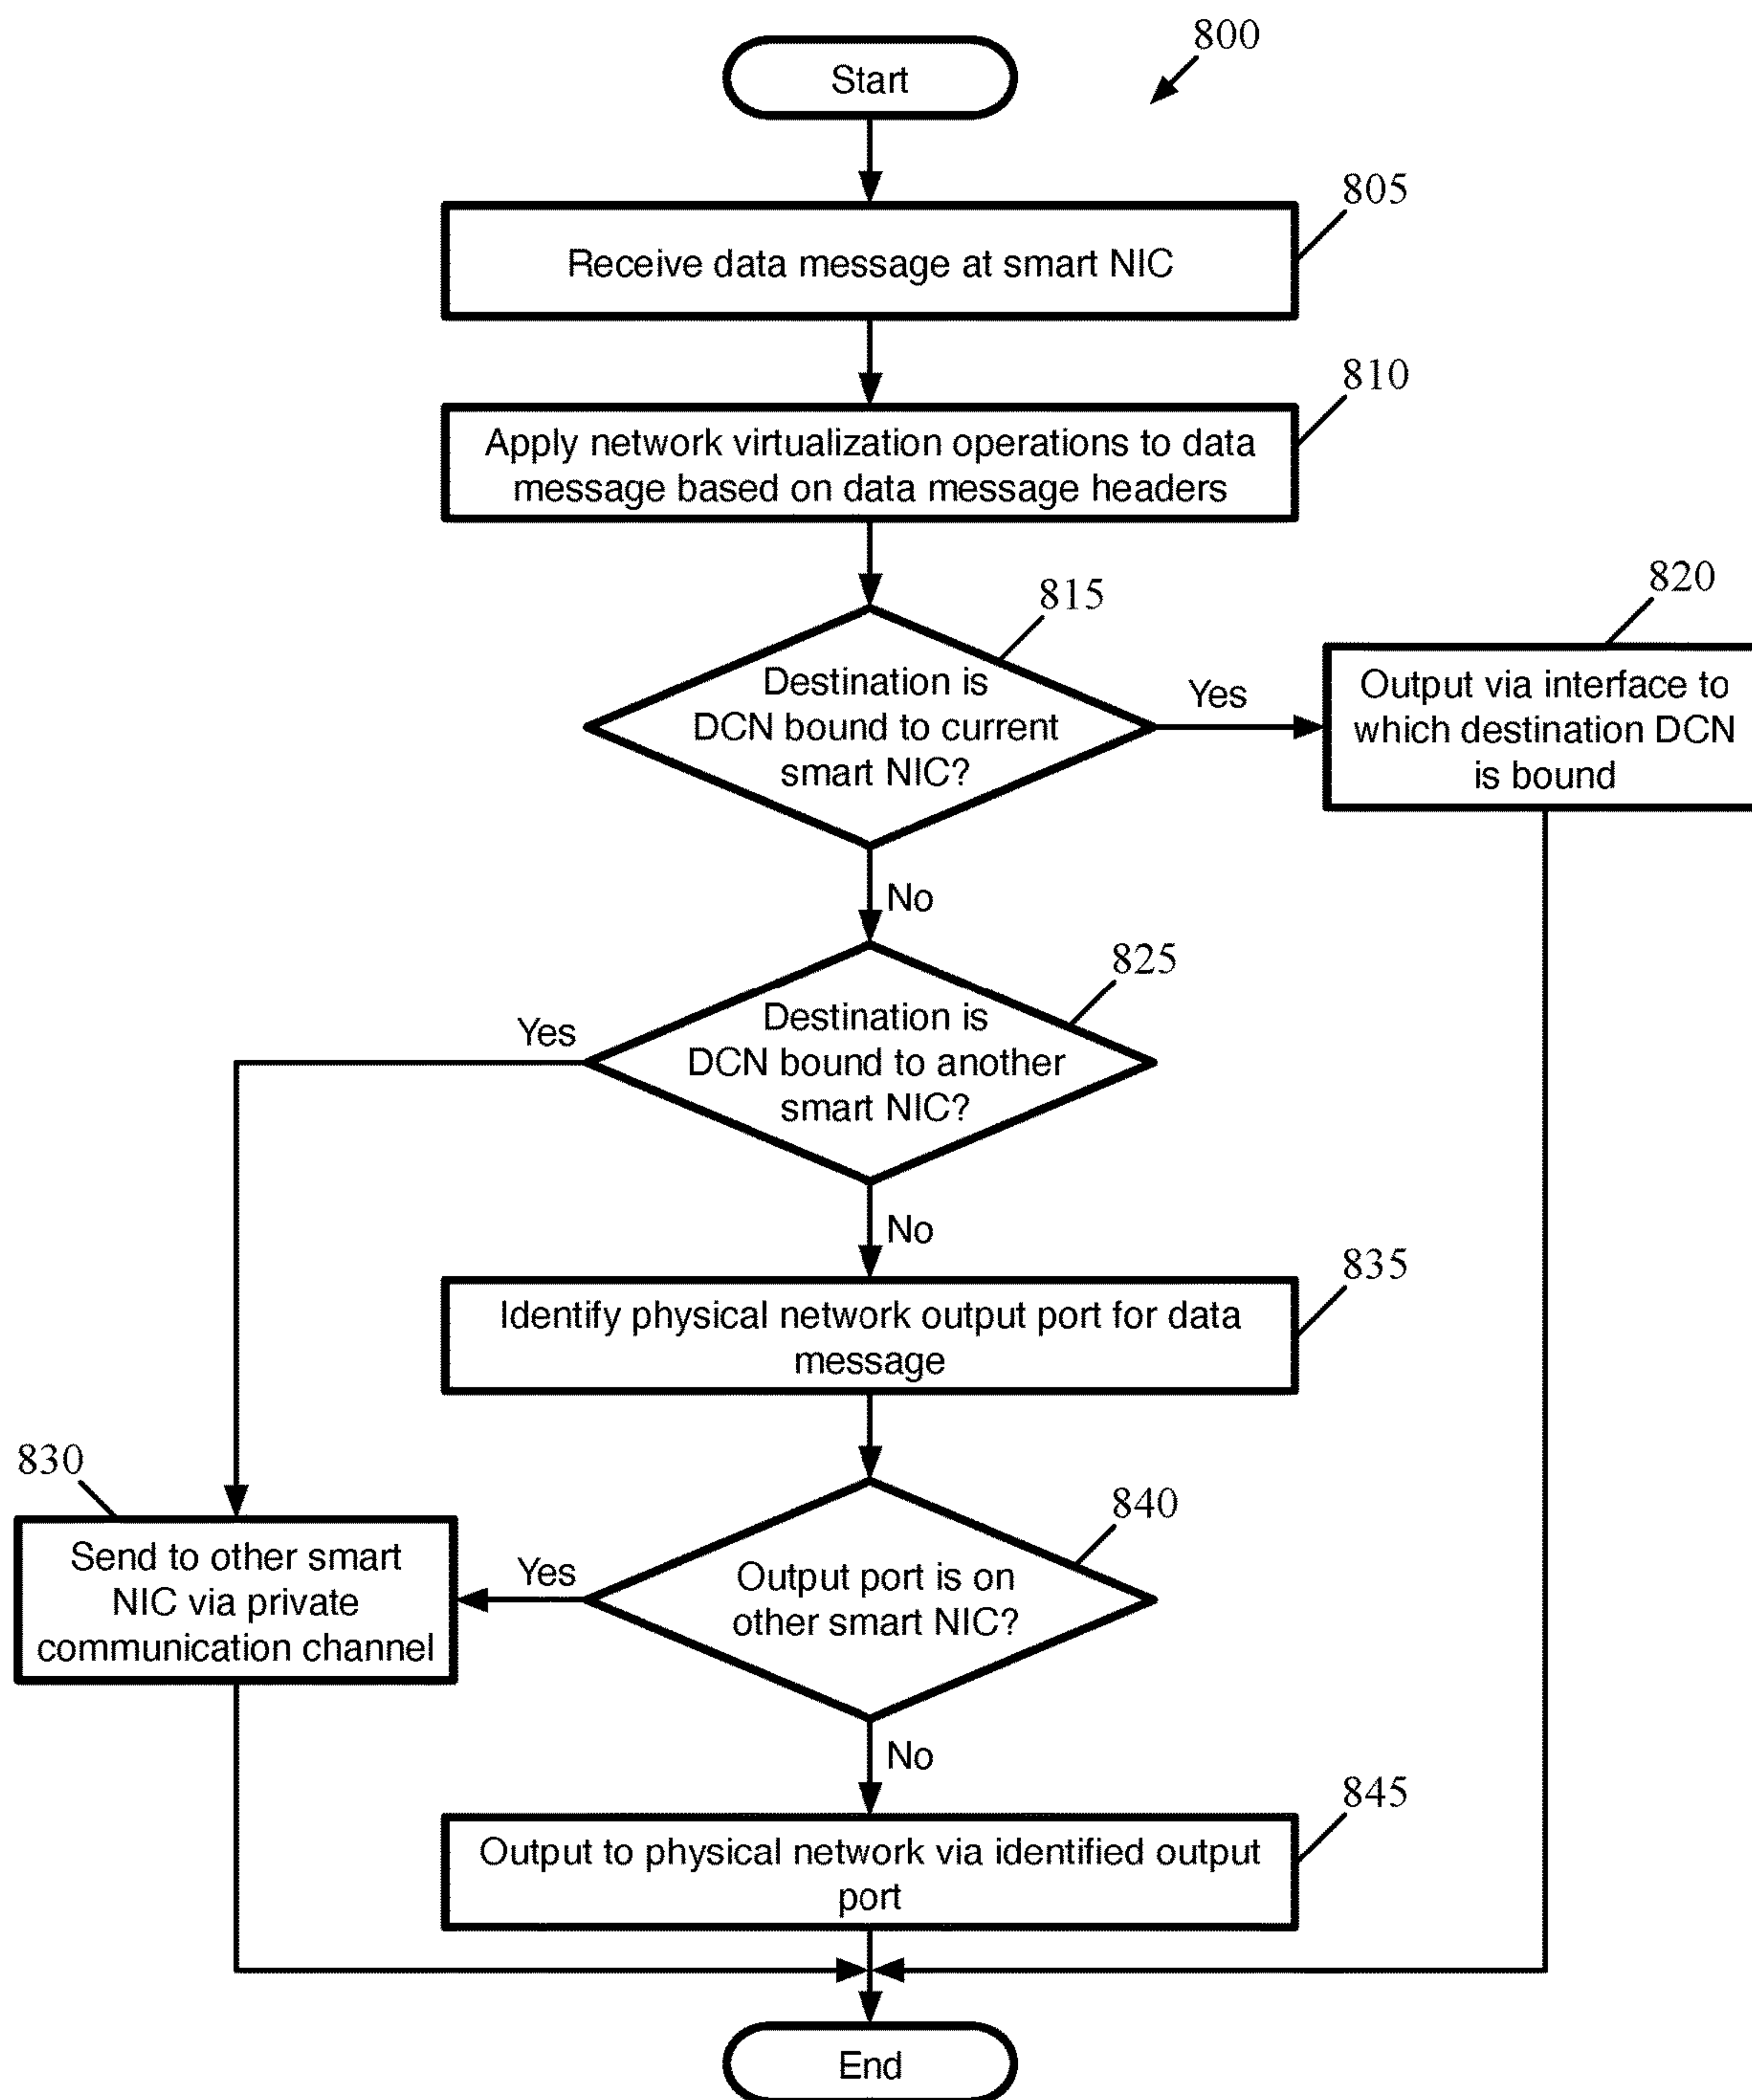 800
Start
805
Receive data message at smart NIC
810
Apply network virtualization operations to data
message based on data message headers
815
820
Destination is
DCN bound to current
smart NIC?
Yes
Output via interface to
which destination DCN
is bound
No
825
Destination is
DCN bound to another
smart NIC?
Yes
No
835
Identify physical network output port for data
message
830
840
Send to other smart
NIC via private
communication channel
Yes
Output port is on
other smart NIC?
No
845
Output to physical network via identified output
port
End